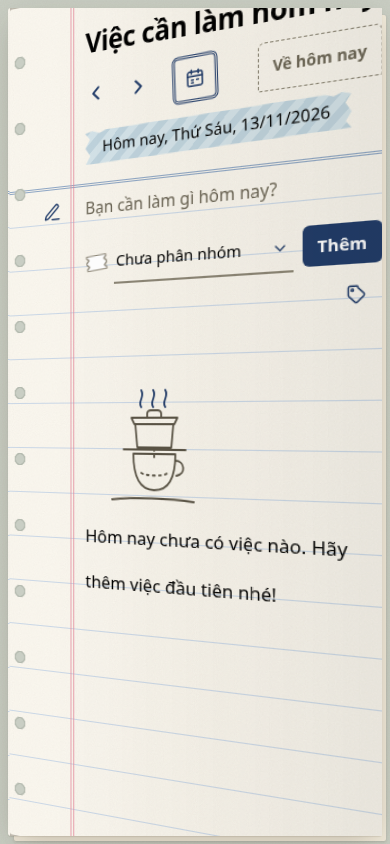 Việc cần làm hôm nay
Về hôm nay
Hôm nay, Thứ Sáu, 13/11/2026
Bạn cần làm gì hôm nay?
Chưa phân nhóm
Thêm
Hôm nay chưa có việc nào. Hãy
thêm việc đầu tiên nhé!